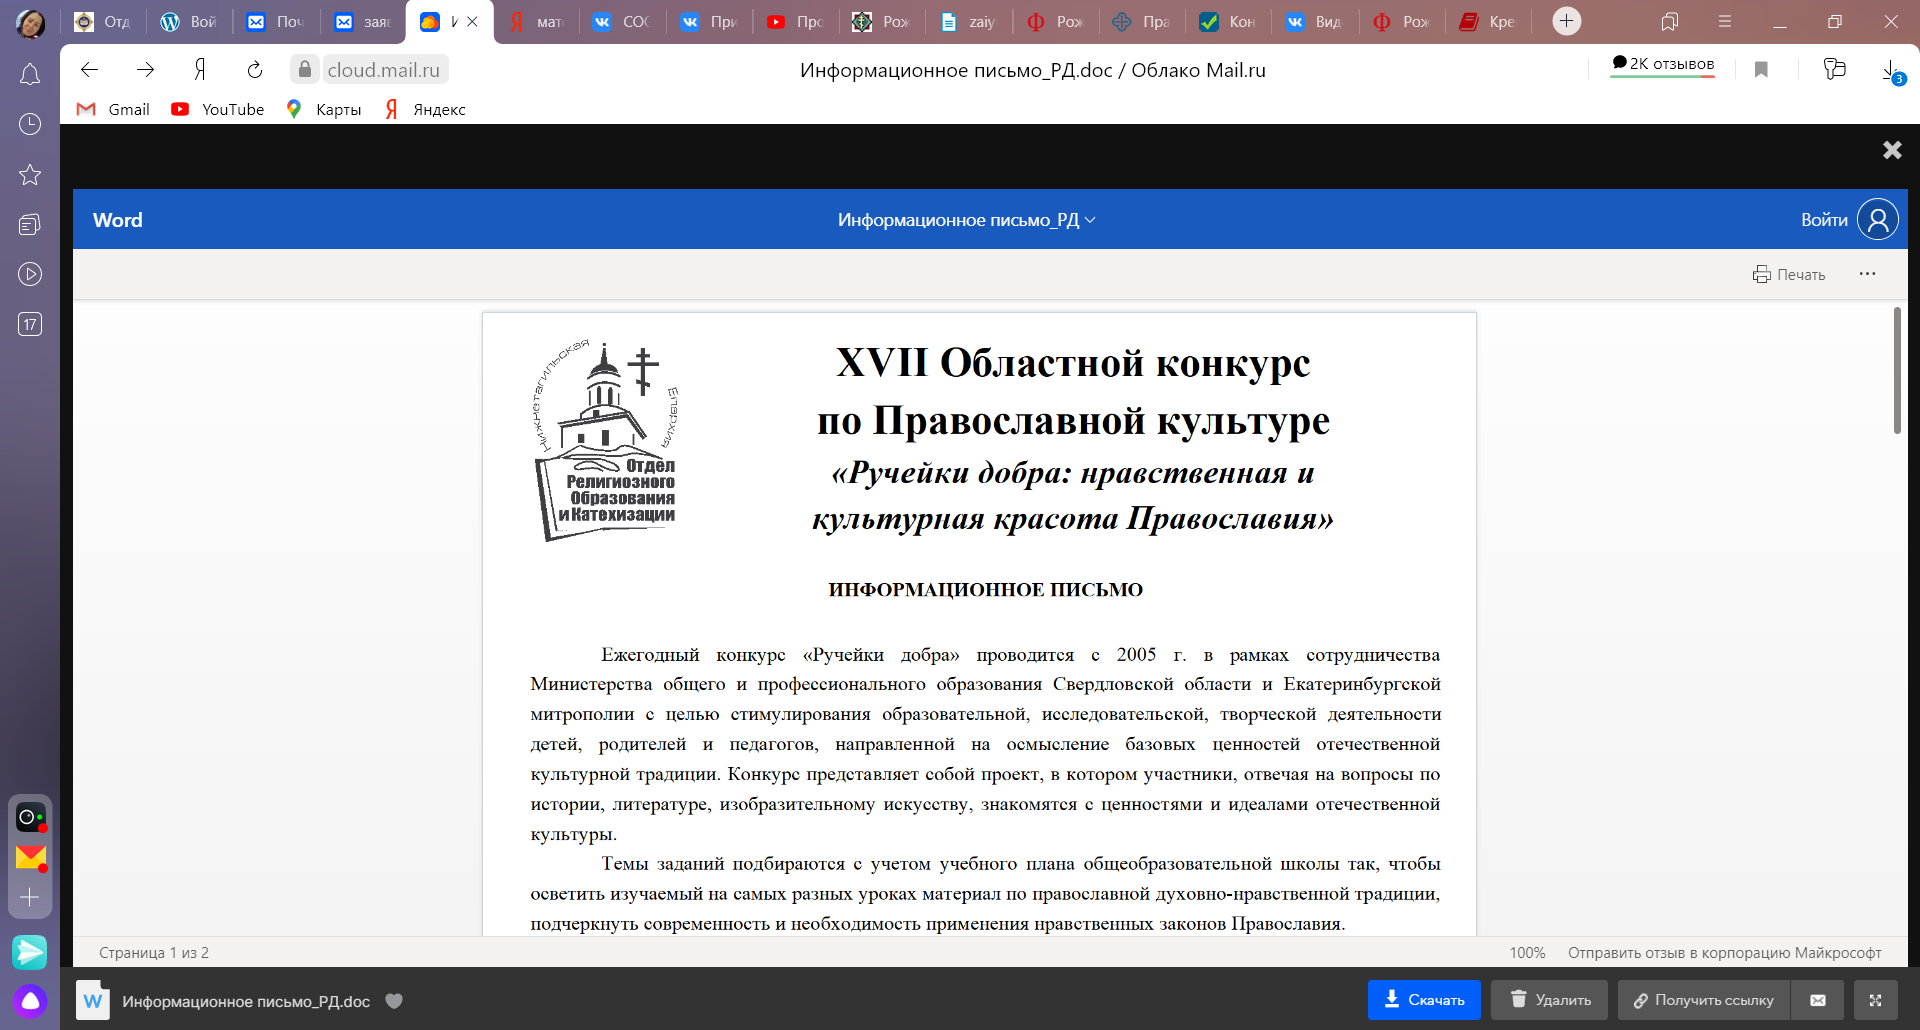 Отд
Вой
Поч
заяв
И
мат
СОС
При
Про
Рож
zaiy
Рож
Пра
Кон
Вид
Рож
Кре
cloud.mail.ru
Информационное письмо_РД.doc / Облако Mail.ru
2К отзывов
3
Gmail
YouTube
Карты
Яндекс
17
Word
Информационное письмо_РД
Войти
Печать
Нижнетагильская
Епархия
Отдел
Религиозного
Образования
и Катехизации
XVII Областной конкурс
по Православной культуре
«Ручейки добра: нравственная и
культурная красота Православия»
ИНФОРМАЦИОННОЕ ПИСЬМО
Ежегодный конкурс «Ручейки добра» проводится с 2005 г. в рамках сотрудничества
Министерства общего и профессионального образования Свердловской области и Екатеринбургской
митрополии с целью стимулирования образовательной, исследовательской, творческой деятельности
детей, родителей и педагогов, направленной на осмысление базовых ценностей отечественной
культурной традиции. Конкурс представляет собой проект, в котором участники, отвечая на вопросы по
истории, литературе, изобразительному искусству, знакомятся с ценностями и идеалами отечественной
культуры.
Темы заданий подбираются с учетом учебного плана общеобразовательной школы так, чтобы
осветить изучаемый на самых разных уроках материал по православной духовно-нравственной традиции,
подчеркнуть современность и необходимость применения нравственных законов Православия.
Страница 1 из 2
100%
Отправить отзыв в корпорацию Майкрософт
W
Информационное письмо_РД.doc
Скачать
Удалить
Получить ссылку